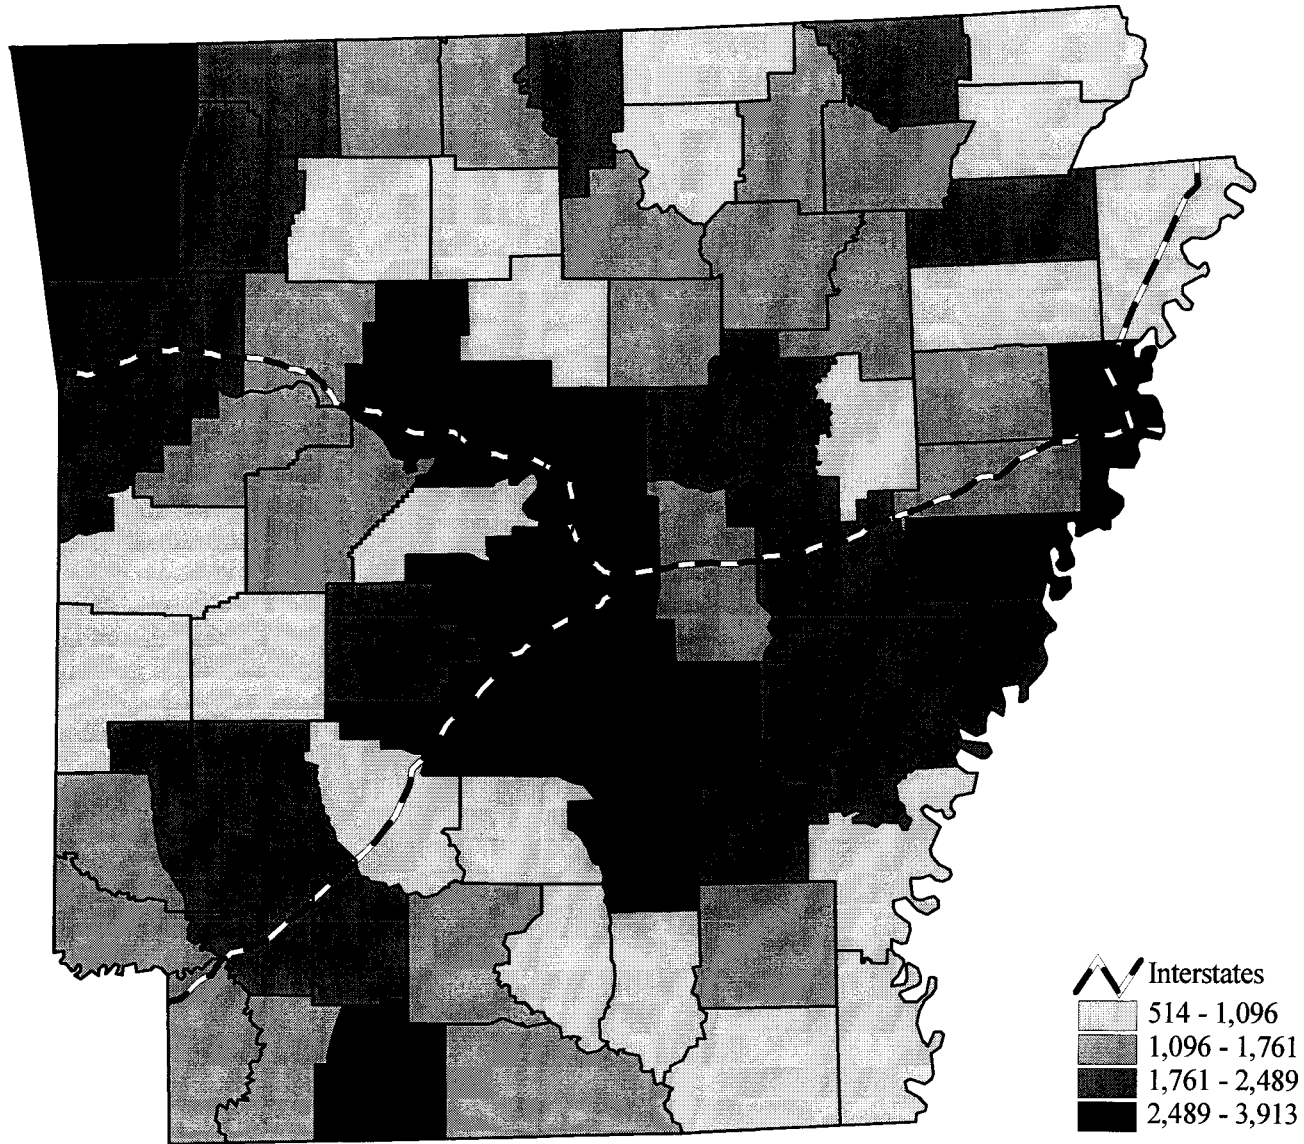 Interstates
514 - 1,096
1,096 - 1,761
1,761 - 2,489
2,489 - 3,913